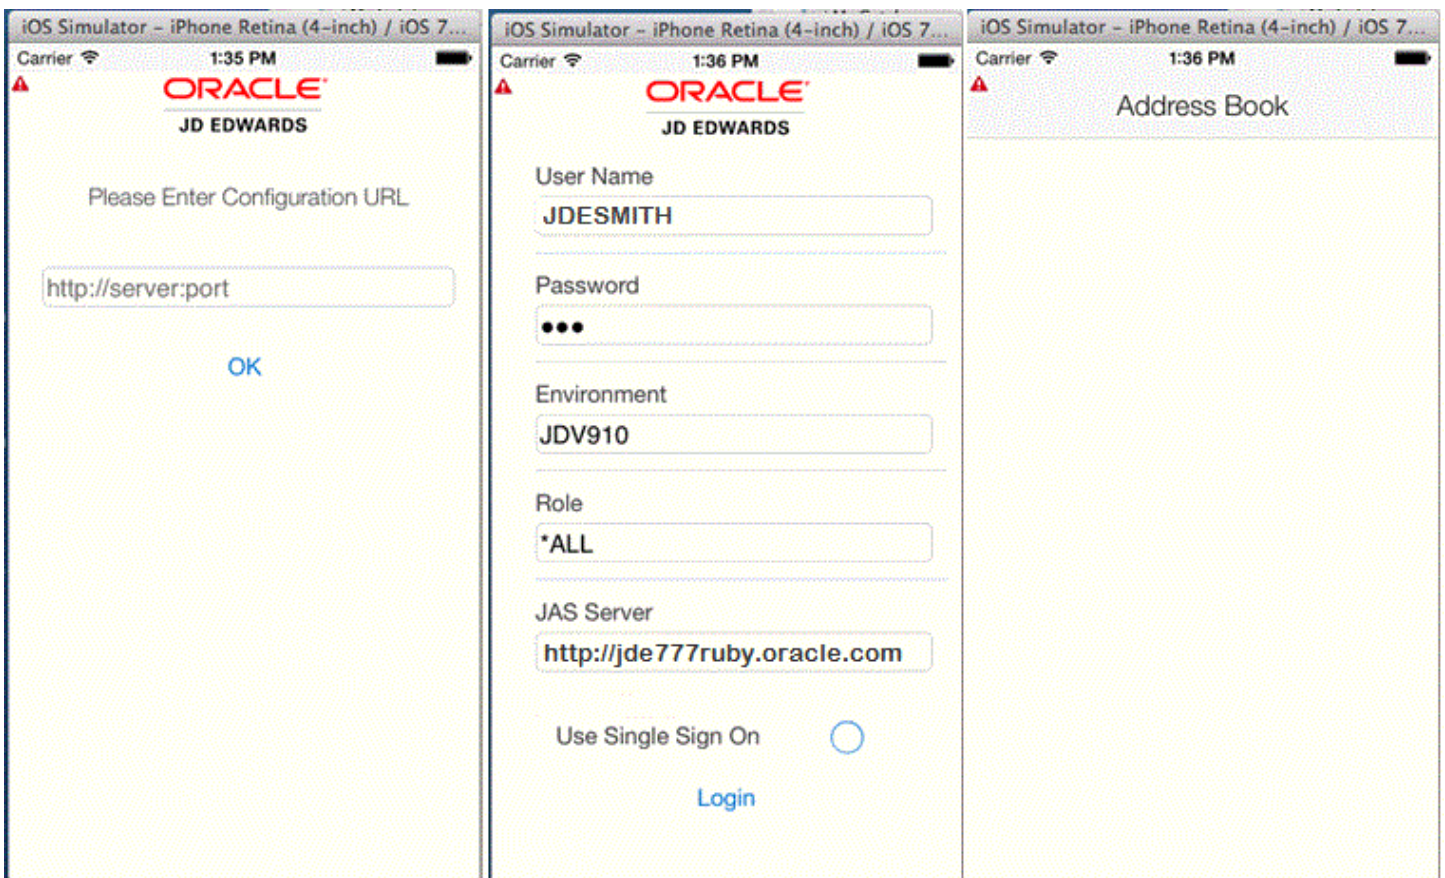 iOS Simulator – iPhone Retina (4-inch) / iOS 7...
Carrier 1:35 PM
ORACLE
JD EDWARDS
Please Enter Configuration URL
http://server:port
OK
iOS Simulator – iPhone Retina (4-inch) / iOS 7...
Carrier 1:36 PM
ORACLE
JD EDWARDS
User Name
JDESMITH
Password
●●●
Environment
JDV910
Role
*ALL
JAS Server
http://jde777ruby.oracle.com
Use Single Sign On
Login
iOS Simulator – iPhone Retina (4-inch) / iOS 7...
Carrier 1:36 PM
Address Book